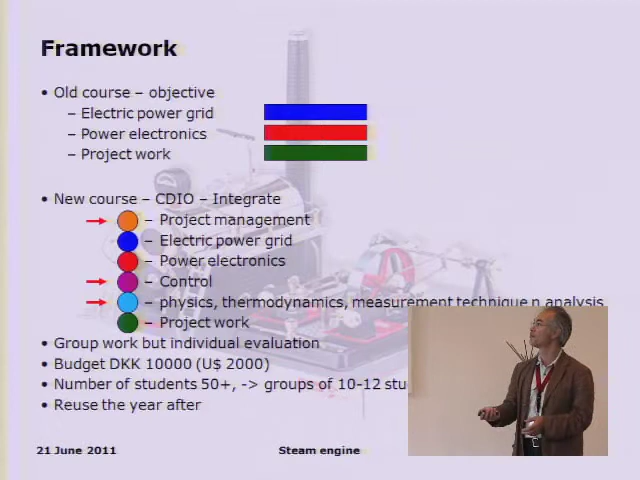 Framework
• Old course – objective
– Electric power grid
– Power electronics
– Project work
• New course – CDIO – Integrate
– Project management
– Electric power grid
– Power electronics
– Control
– physics, thermodynamics, measurement technique n analysis
– Project work
• Group work but individual evaluation
• Budget DKK 10000 (U$ 2000)
• Number of students 50+, -> groups of 10-12 stu
• Reuse the year after
21 June 2011
Steam engine